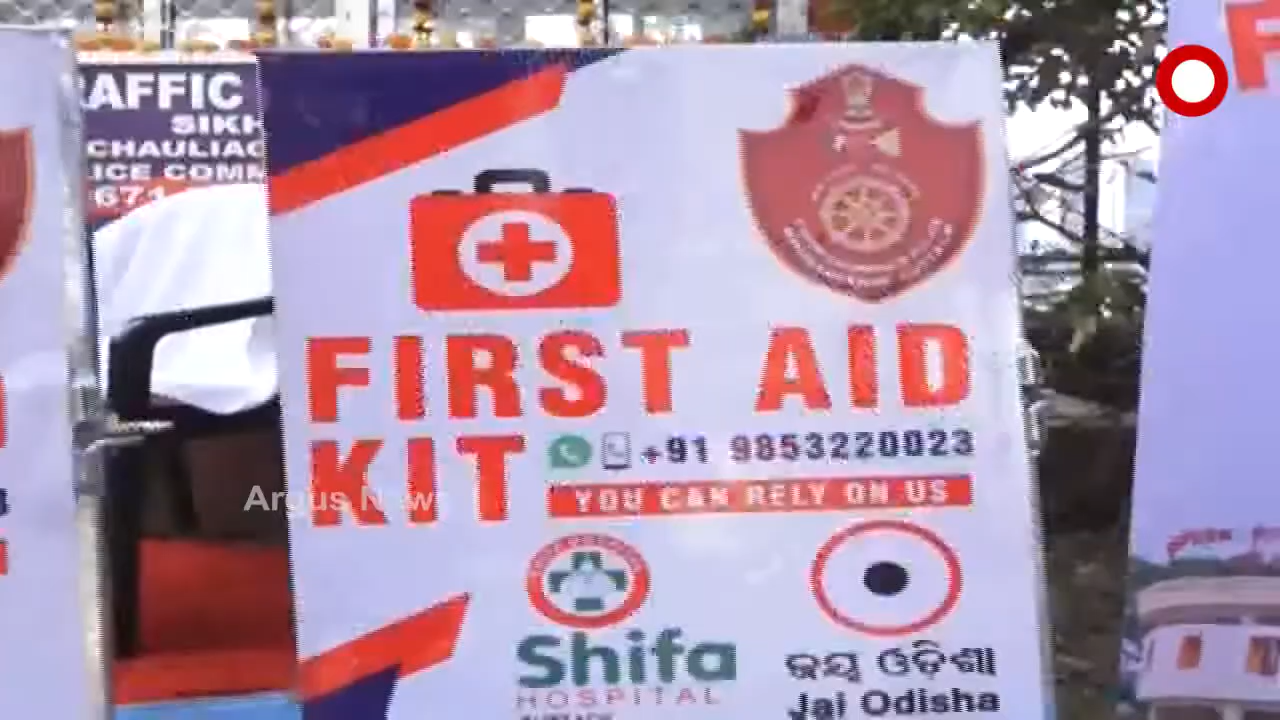 RAFFIC
SIKH
CHAULIAG
ICE COMM
671
FIRST AID
KIT
+91 9853220023
YOU CAN RELY ON US
Argus News
Shifa
HOSPITAL
ଜୟ ଓଡ଼ିଶା
Jai Odisha